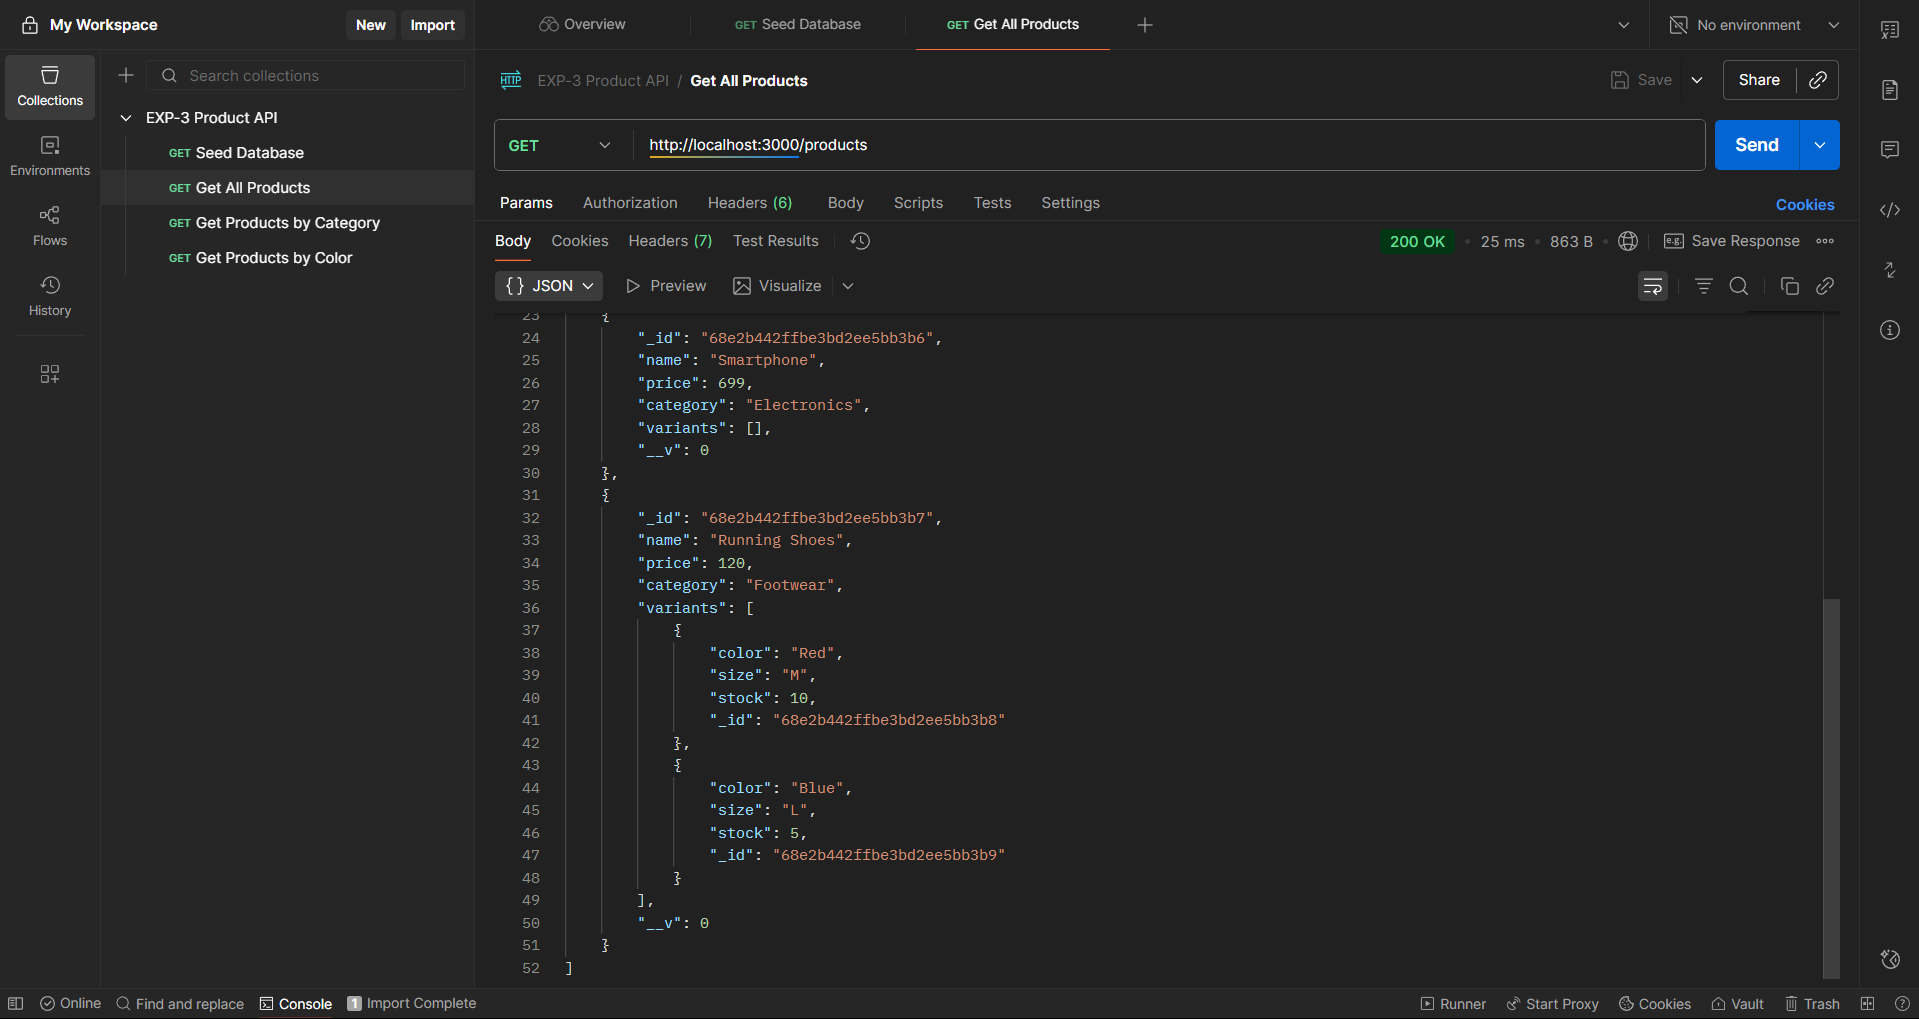 My Workspace
New
Import
Overview
GET Seed Database
GET Get All Products
No environment
Collections
Environments
Flows
History
Search collections
EXP-3 Product API
GET Seed Database
GET Get All Products
GET Get Products by Category
GET Get Products by Color
HTTP
EXP-3 Product API / Get All Products
Save
Share
GET
http://localhost:3000/products
Send
Params Authorization Headers (6) Body Scripts Tests Settings
Cookies
Body Cookies Headers (7) Test Results
200 OK • 25 ms • 863 B •
e.g. Save Response
{} JSON
Preview
Visualize
23 {
24 "_id": "68e2b442ffbe3bd2ee5bb3b6",
25 "name": "Smartphone",
26 "price": 699,
27 "category": "Electronics",
28 "variants": [],
29 "__v": 0
30 },
31 {
32 "_id": "68e2b442ffbe3bd2ee5bb3b7",
33 "name": "Running Shoes",
34 "price": 120,
35 "category": "Footwear",
36 "variants": [
37 {
38 "color": "Red",
39 "size": "M",
40 "stock": 10,
41 "_id": "68e2b442ffbe3bd2ee5bb3b8"
42 },
43 {
44 "color": "Blue",
45 "size": "L",
46 "stock": 5,
47 "_id": "68e2b442ffbe3bd2ee5bb3b9"
48 }
49 ],
50 "__v": 0
51 }
52 ]
Online
Find and replace
Console
1 Import Complete
Runner
Start Proxy
Cookies
Vault
Trash